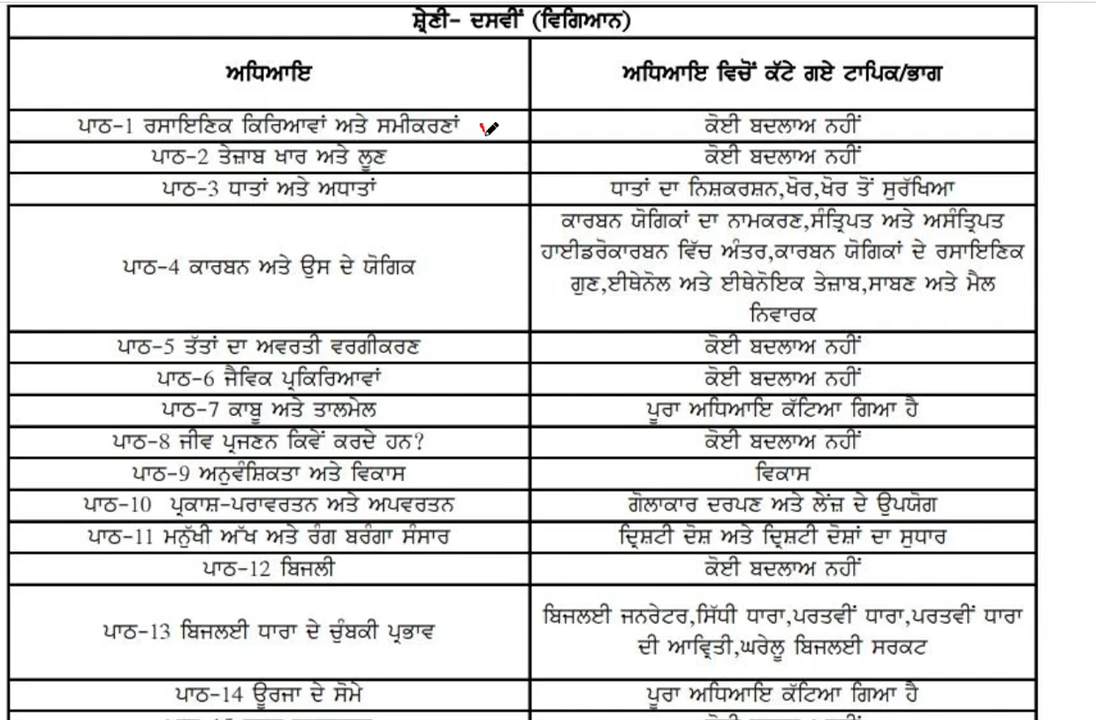 ਸ਼੍ਰੇਣੀ- ਦਸਵੀਂ (ਵਿਗਿਆਨ)
ਅਧਿਆਇ
ਅਧਿਆਇ ਵਿਚੋਂ ਕੱਟੇ ਗਏ ਟਾਪਿਕ/ਭਾਗ
ਪਾਠ-1 ਰਸਾਇਣਿਕ ਕਿਰਿਆਵਾਂ ਅਤੇ ਸਮੀਕਰਣਾਂ
ਕੋਈ ਬਦਲਾਅ ਨਹੀਂ
ਪਾਠ-2 ਤੇਜ਼ਾਬ ਖਾਰ ਅਤੇ ਲੂਣ
ਕੋਈ ਬਦਲਾਅ ਨਹੀਂ
ਪਾਠ-3 ਧਾਤਾਂ ਅਤੇ ਅਧਾਤਾਂ
ਧਾਤਾਂ ਦਾ ਨਿਸ਼ਕਰਸ਼ਨ,ਖੋਰ,ਖੋਰ ਤੋਂ ਸੁਰੱਖਿਆ
ਪਾਠ-4 ਕਾਰਬਨ ਅਤੇ ਉਸ ਦੇ ਯੋਗਿਕ
ਕਾਰਬਨ ਯੋਗਿਕਾਂ ਦਾ ਨਾਮਕਰਣ,ਸੰਤ੍ਰਿਪਤ ਅਤੇ ਅਸੰਤ੍ਰਿਪਤ
ਹਾਈਡਰੋਕਾਰਬਨ ਵਿੱਚ ਅੰਤਰ,ਕਾਰਬਨ ਯੋਗਿਕਾਂ ਦੇ ਰਸਾਇਣਿਕ
ਗੁਣ,ਈਥੇਨੋਲ ਅਤੇ ਈਥੇਨੋਇਕ ਤੇਜ਼ਾਬ,ਸਾਬਣ ਅਤੇ ਮੈਲ
ਨਿਵਾਰਕ
ਪਾਠ-5 ਤੱਤਾਂ ਦਾ ਅਵਰਤੀ ਵਰਗੀਕਰਣ
ਕੋਈ ਬਦਲਾਅ ਨਹੀਂ
ਪਾਠ-6 ਜੈਵਿਕ ਪ੍ਰਕਿਰਿਆਵਾਂ
ਕੋਈ ਬਦਲਾਅ ਨਹੀਂ
ਪਾਠ-7 ਕਾਬੂ ਅਤੇ ਤਾਲਮੇਲ
ਪੂਰਾ ਅਧਿਆਇ ਕੱਟਿਆ ਗਿਆ ਹੈ
ਪਾਠ-8 ਜੀਵ ਪ੍ਰਜਣਨ ਕਿਵੇਂ ਕਰਦੇ ਹਨ?
ਕੋਈ ਬਦਲਾਅ ਨਹੀਂ
ਪਾਠ-9 ਅਨੁਵੰਸ਼ਿਕਤਾ ਅਤੇ ਵਿਕਾਸ
ਵਿਕਾਸ
ਪਾਠ-10 ਪ੍ਰਕਾਸ਼-ਪਰਾਵਰਤਨ ਅਤੇ ਅਪਵਰਤਨ
ਗੋਲਾਕਾਰ ਦਰਪਣ ਅਤੇ ਲੇਂਜ਼ ਦੇ ਉਪਯੋਗ
ਪਾਠ-11 ਮਨੁੱਖੀ ਅੱਖ ਅਤੇ ਰੰਗ ਬਰੰਗਾ ਸੰਸਾਰ
ਦ੍ਰਿਸ਼ਟੀ ਦੋਸ਼ ਅਤੇ ਦ੍ਰਿਸ਼ਟੀ ਦੋਸ਼ਾਂ ਦਾ ਸੁਧਾਰ
ਪਾਠ-12 ਬਿਜਲੀ
ਕੋਈ ਬਦਲਾਅ ਨਹੀਂ
ਪਾਠ-13 ਬਿਜਲਈ ਧਾਰਾ ਦੇ ਚੁੰਬਕੀ ਪ੍ਰਭਾਵ
ਬਿਜਲਈ ਜਨਰੇਟਰ,ਸਿੱਧੀ ਧਾਰਾ,ਪਰਤਵੀਂ ਧਾਰਾ,ਪਰਤਵੀਂ ਧਾਰਾ
ਦੀ ਆਵ੍ਰਿਤੀ,ਘਰੇਲੂ ਬਿਜਲਈ ਸਰਕਟ
ਪਾਠ-14 ਊਰਜਾ ਦੇ ਸੋਮੇ
ਪੂਰਾ ਅਧਿਆਇ ਕੱਟਿਆ ਗਿਆ ਹੈ